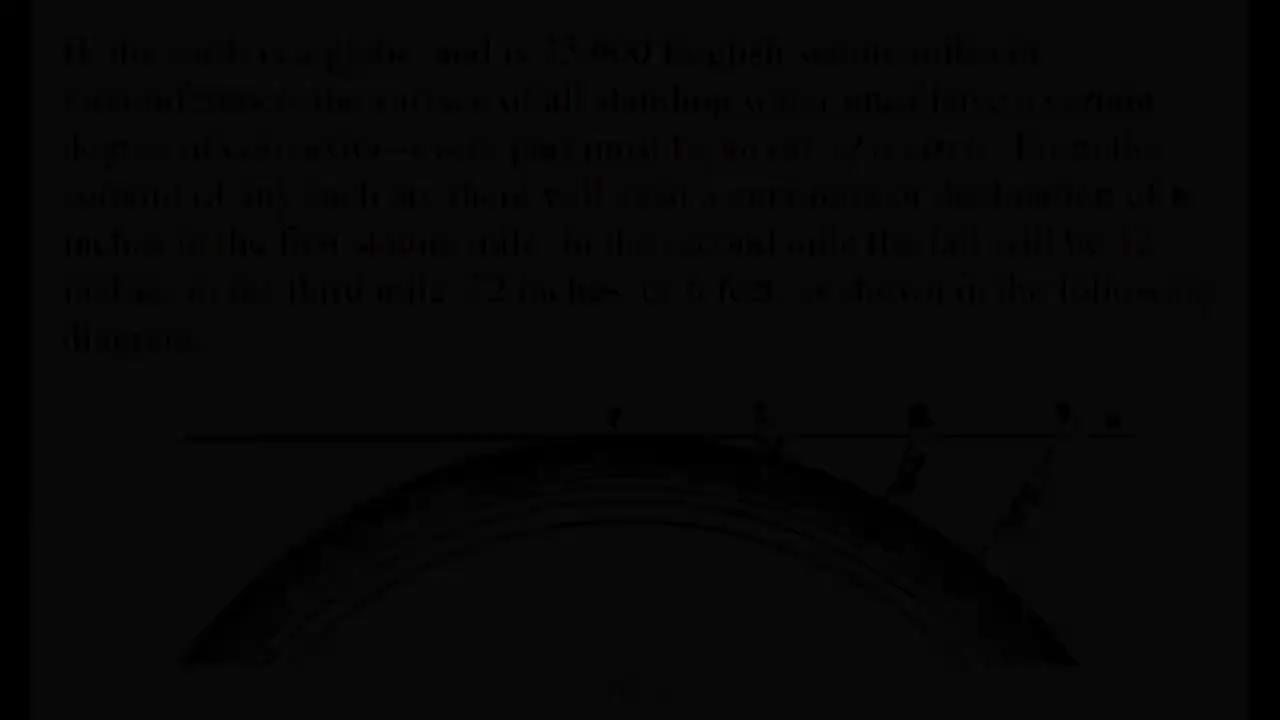 If the earth is a globe, and is 25,000 English statute miles in
circumference, the surface of all standing water must have a certain
degree of convexity—every part must be an arc of a circle. From the
summit of any such arc there will exist a curvature or declination of 8
inches in the first statute mile. In the second mile the fall will be 32
inches; in the third mile, 72 inches, or 6 feet, as shown in the following
diagram
T